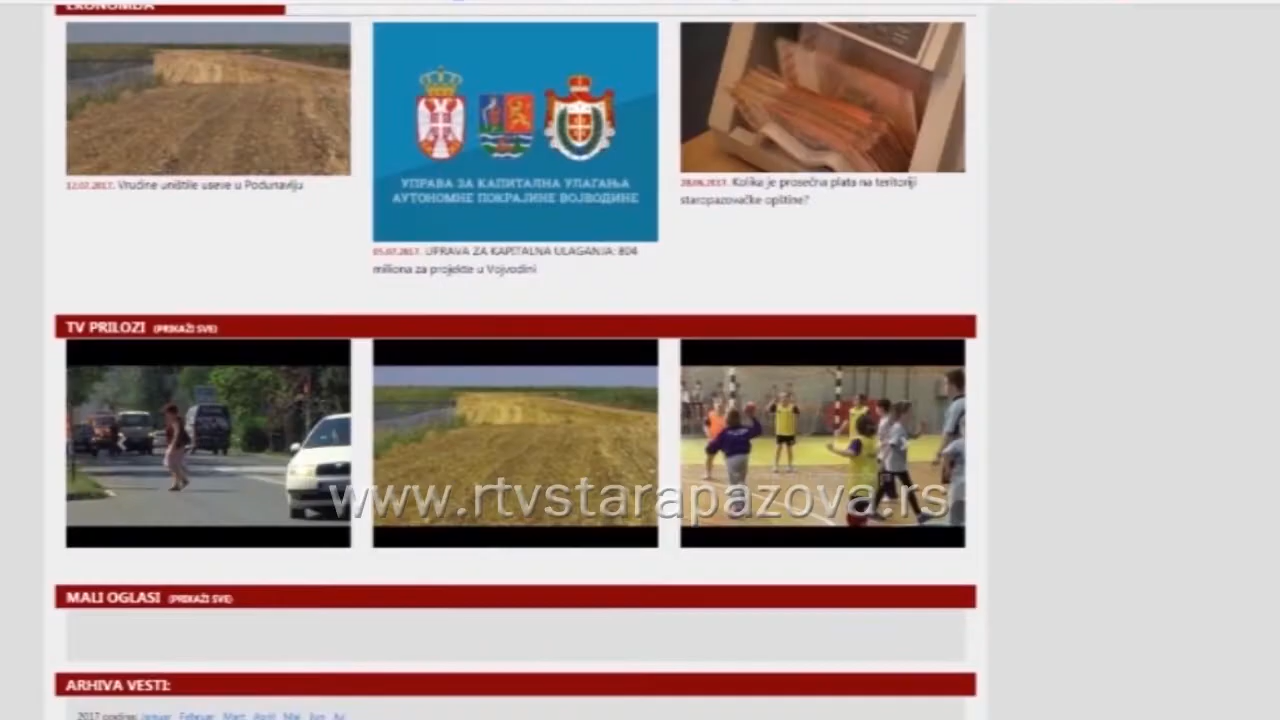 EKONOMIJA
УПРАВА ЗА КАПИТАЛНА УЛАГАЊА
АУТОНОМНЕ ПОКРАЈИНЕ ВОЈВОДИНЕ
12.07.2017. Vrućine uništile useve u Podunavlju
05.07.2017. UPRAVA ZA KAPITALNA ULAGANJA: 804
miliona za projekte u Vojvodini
28.06.2017. Kolika je prosečna plata na teritoriji
staropazovačke opštine?
TV PRILOZI (PRIKAŽI SVE)
www.rtvstarapazova.rs
MALI OGLASI (PRIKAŽI SVE)
ARHIVA VESTI:
2017 godina: Januar Februar Mart April Maj Jun